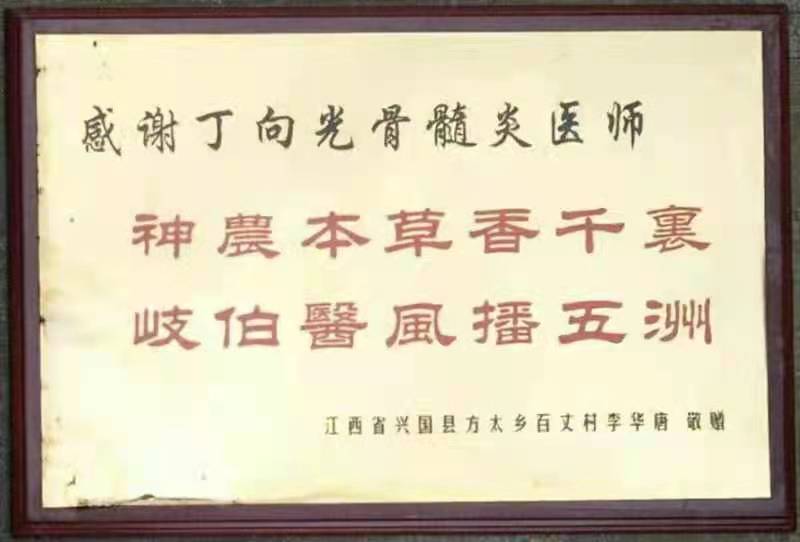 感谢丁向光骨髓炎医师
神農本草香千裏
岐伯醫風播五洲
江西省兴国县方太乡百丈村李华唐 敬赠